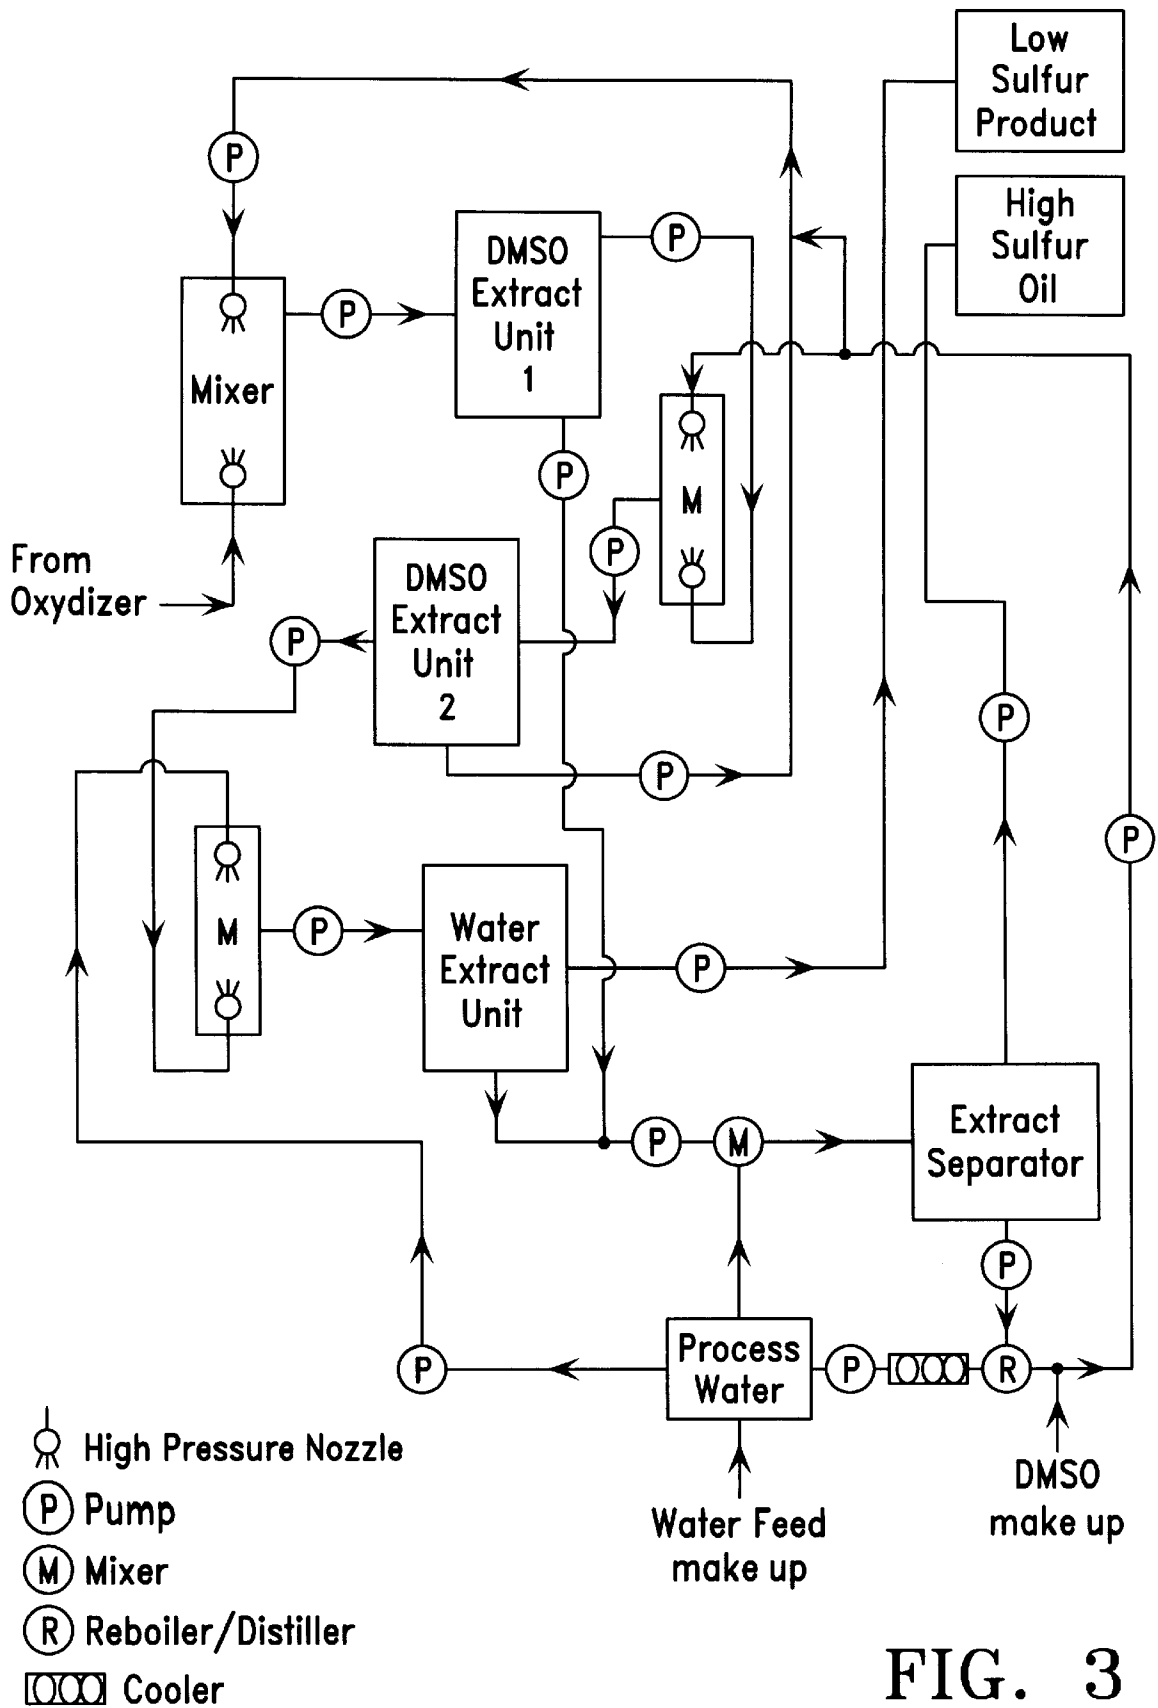 Low
Sulfur
Product
High
Sulfur
Oil
P
P
DMSO
Extract
Unit
1
P
P
Mixer
P
M
P
From
Oxydizer
DMSO
Extract
Unit
2
P
P
P
P
M
P
Water
Extract
Unit
P
P
M
Extract
Separator
P
Process
Water
P
P
R
DMSO
make up
Water Feed
make up
High Pressure Nozzle
P Pump
M Mixer
R Reboiler/Distiller
Cooler
FIG. 3